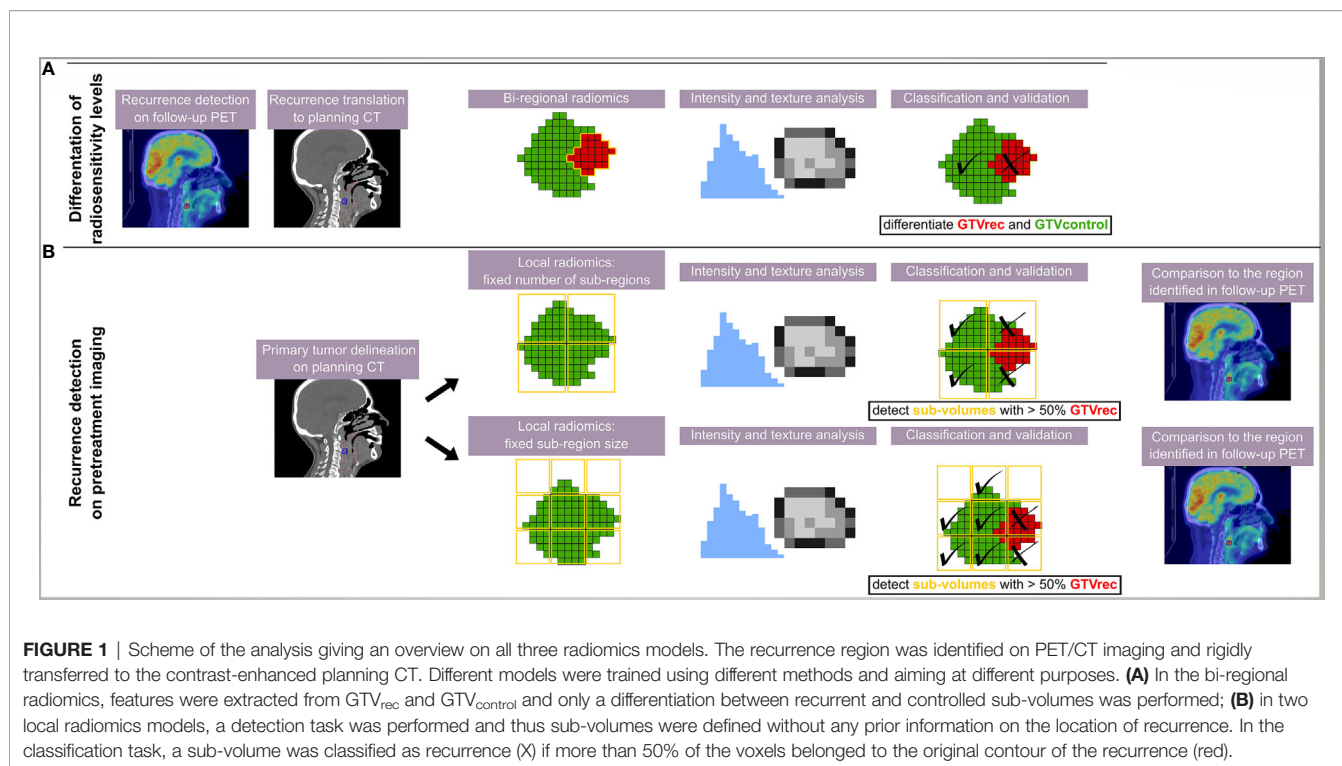 A
Differentation of
radiosensitivity levels
Recurrence detection
on follow-up PET
Recurrence translation
to planning CT
Bi-regional radiomics
Intensity and texture analysis
Classification and validation
differentiate GTVrec and GTVcontrol
B
Recurrence detection
on pretreatment imaging
Primary tumor delineation
on planning CT
Local radiomics:
fixed number of sub-regions
Intensity and texture analysis
Classification and validation
detect sub-volumes with > 50% GTVrec
Comparison to the region
identified in follow-up PET
Local radiomics:
fixed sub-region size
Intensity and texture analysis
Classification and validation
detect sub-volumes with > 50% GTVrec
Comparison to the region
identified in follow-up PET
FIGURE 1 | Scheme of the analysis giving an overview on all three radiomics models. The recurrence region was identified on PET/CT imaging and rigidly
transferred to the contrast-enhanced planning CT. Different models were trained using different methods and aiming at different purposes. (A) In the bi-regional
radiomics, features were extracted from GTVrec and GTVcontrol and only a differentiation between recurrent and controlled sub-volumes was performed; (B) in two
local radiomics models, a detection task was performed and thus sub-volumes were defined without any prior information on the location of recurrence. In the
classification task, a sub-volume was classified as recurrence (X) if more than 50% of the voxels belonged to the original contour of the recurrence (red).